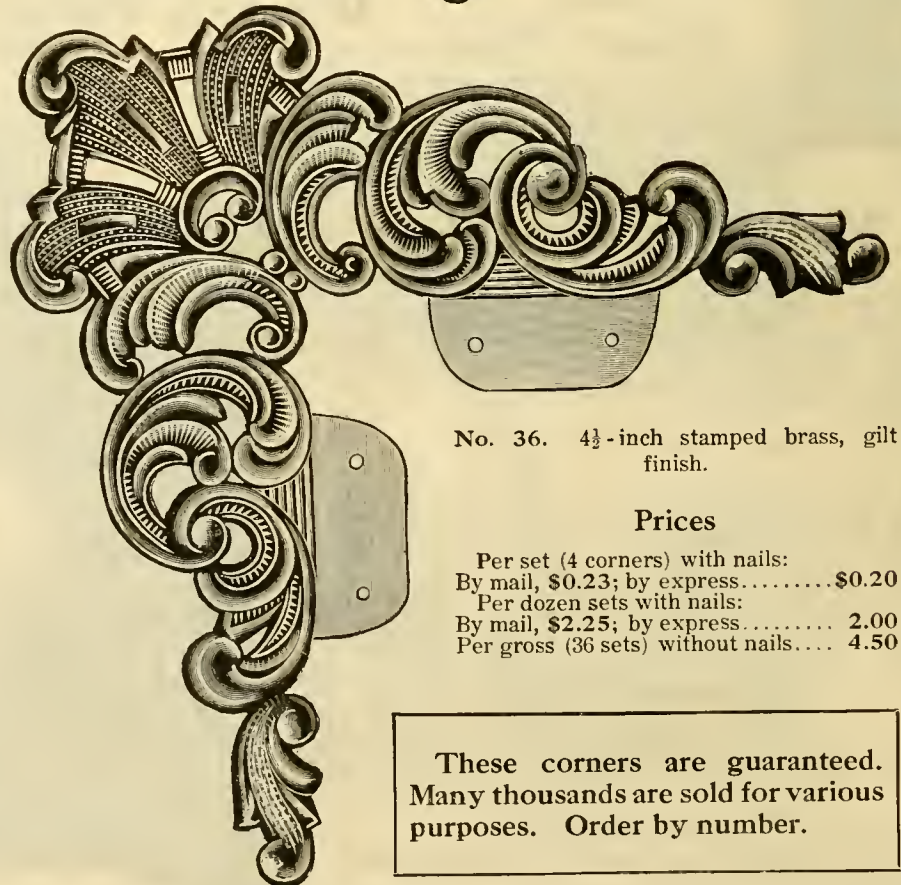 No. 36. 4½-inch stamped brass, gilt
finish.
Prices
Per set (4 corners) with nails:
By mail, $0.23; by express.........$0.20
Per dozen sets with nails:
By mail, $2.25; by express......... 2.00
Per gross (36 sets) without nails.... 4.50
These corners are guaranteed.
Many thousands are sold for various
purposes. Order by number.